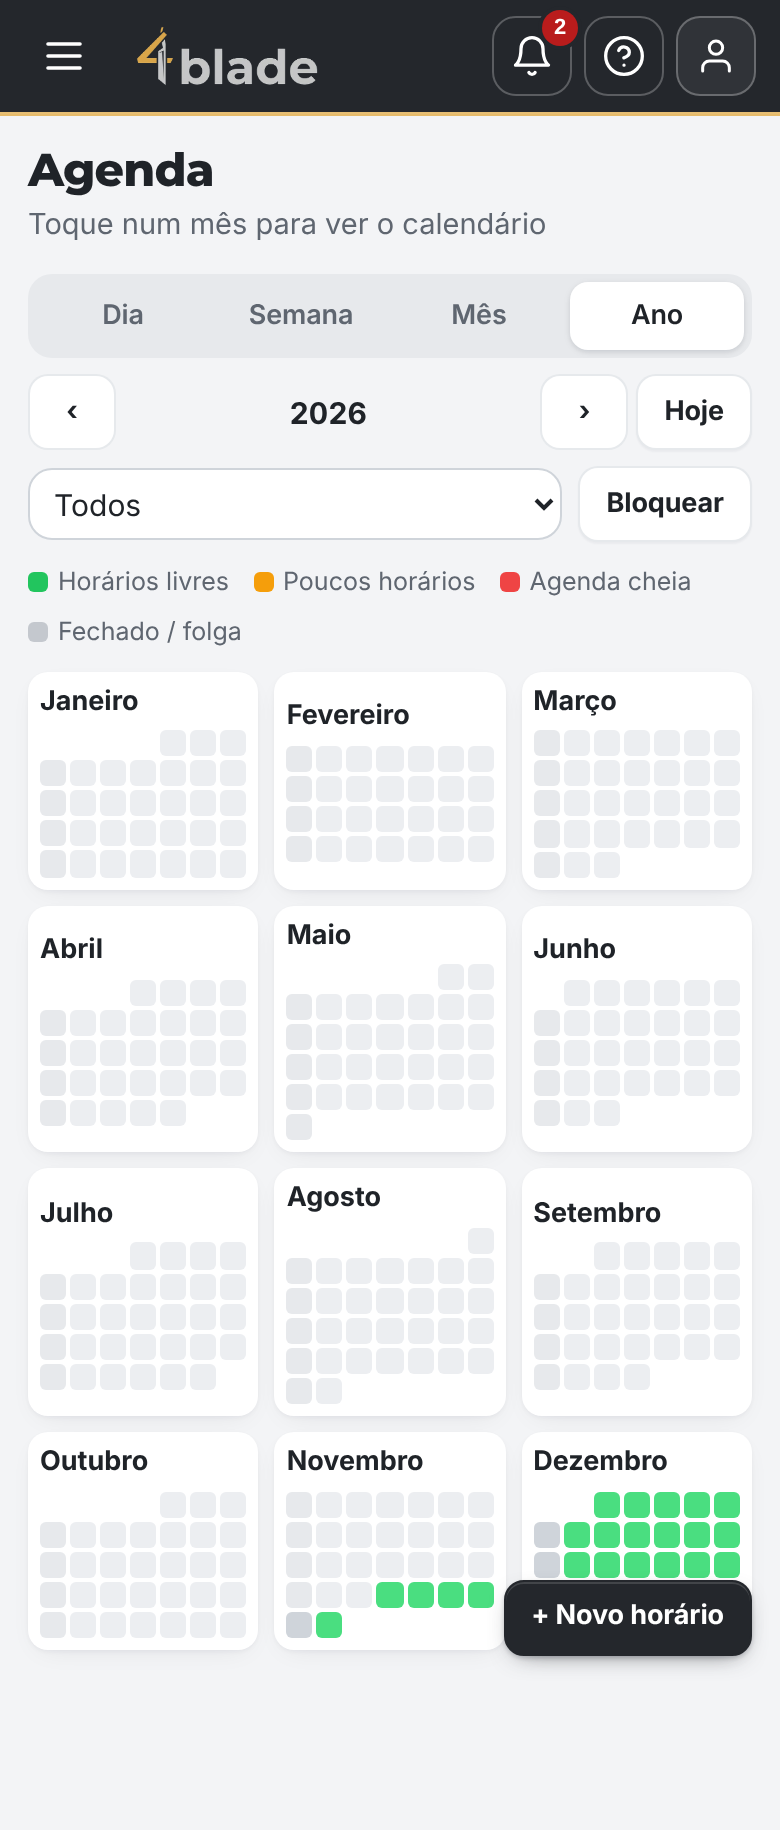 4blade
2
Agenda
Toque num mês para ver o calendário
Dia Semana Mês Ano
‹ 2026 › Hoje
Todos Bloquear
Horários livres Poucos horários Agenda cheia
Fechado / folga
Janeiro Fevereiro Março
Abril Maio Junho
Julho Agosto Setembro
Outubro Novembro Dezembro
+ Novo horário